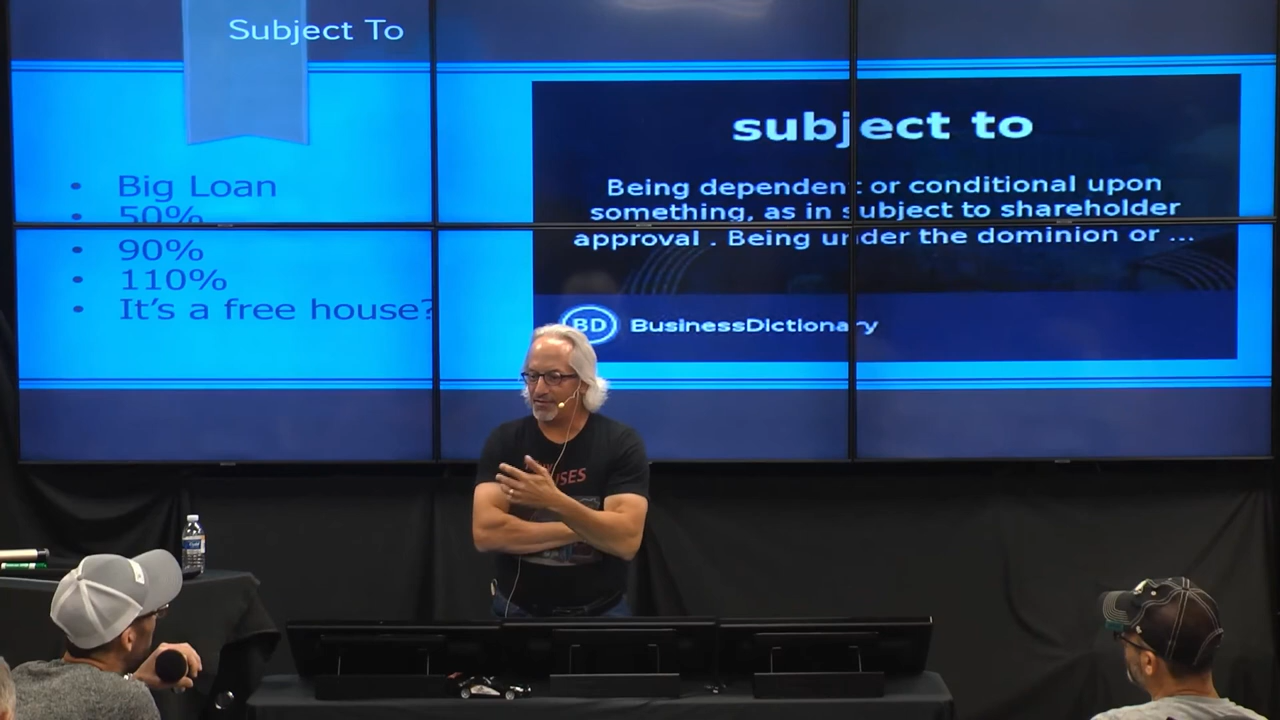 Subject To
• Big Loan
• 50%
• 90%
• 110%
• It's a free house?
subject to
Being dependent or conditional upon
something, as in subject to shareholder
approval . Being under the dominion or ...
BD BusinessDictionary